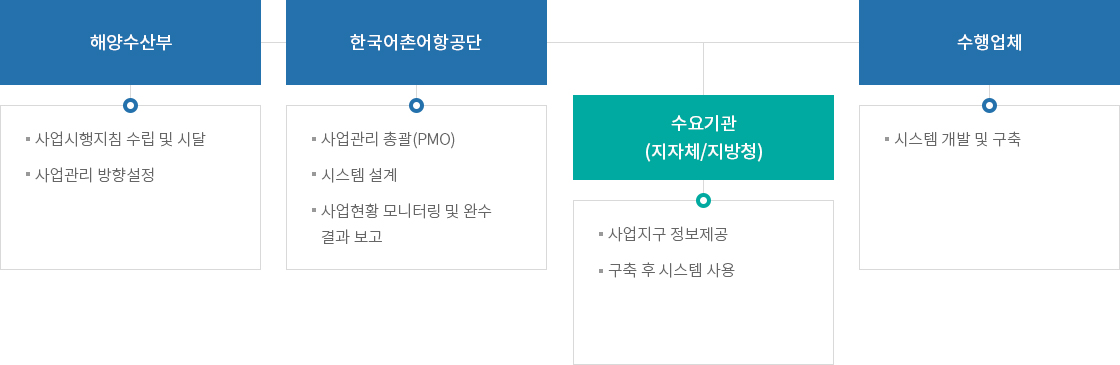 해양수산부
사업시행지침 수립 및 시달
사업관리 방향설정
한국어촌어항공단
사업관리 총괄(PMO)
시스템 설계
사업현황 모니터링 및 완수
결과 보고
수요기관
(지자체/지방청)
사업지구 정보제공
구축 후 시스템 사용
수행업체
시스템 개발 및 구축